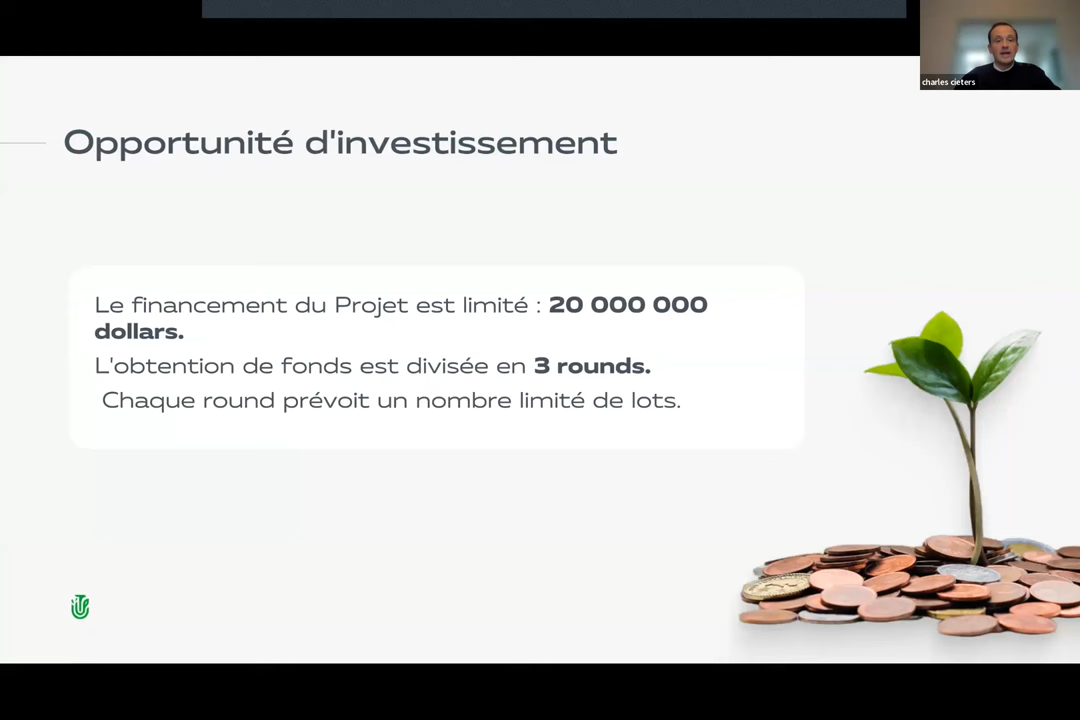 charles cieters
Opportunité d'investissement
Le financement du Projet est limité : 20 000 000
dollars.
L'obtention de fonds est divisée en 3 rounds.
Chaque round prévoit un nombre limité de lots.